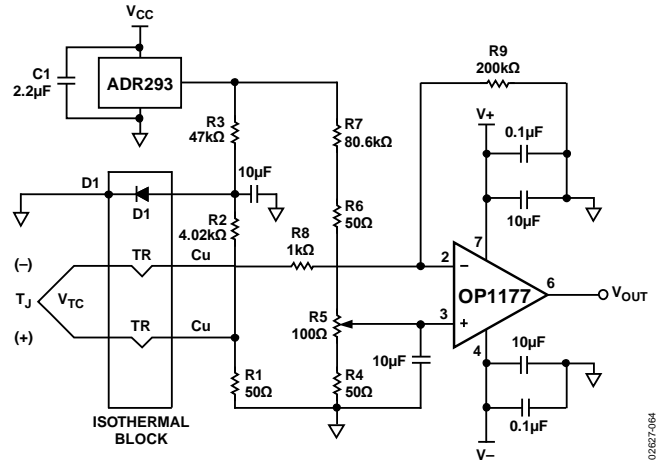 VCC
C1
2.2µF
ADR293
R9
200kΩ
R3
47kΩ
R7
80.6kΩ
V+
0.1µF
10µF
D1
D1
10µF
R2
4.02kΩ
R6
50Ω
R8
1kΩ
7
(–)
TR
Cu
2
–
OP1177
6
VOUT
TJ
VTC
R5
100Ω
3
+
4
(+)
TR
Cu
10µF
10µF
R1
50Ω
R4
50Ω
0.1µF
ISOTHERMAL
BLOCK
V–
02627-064